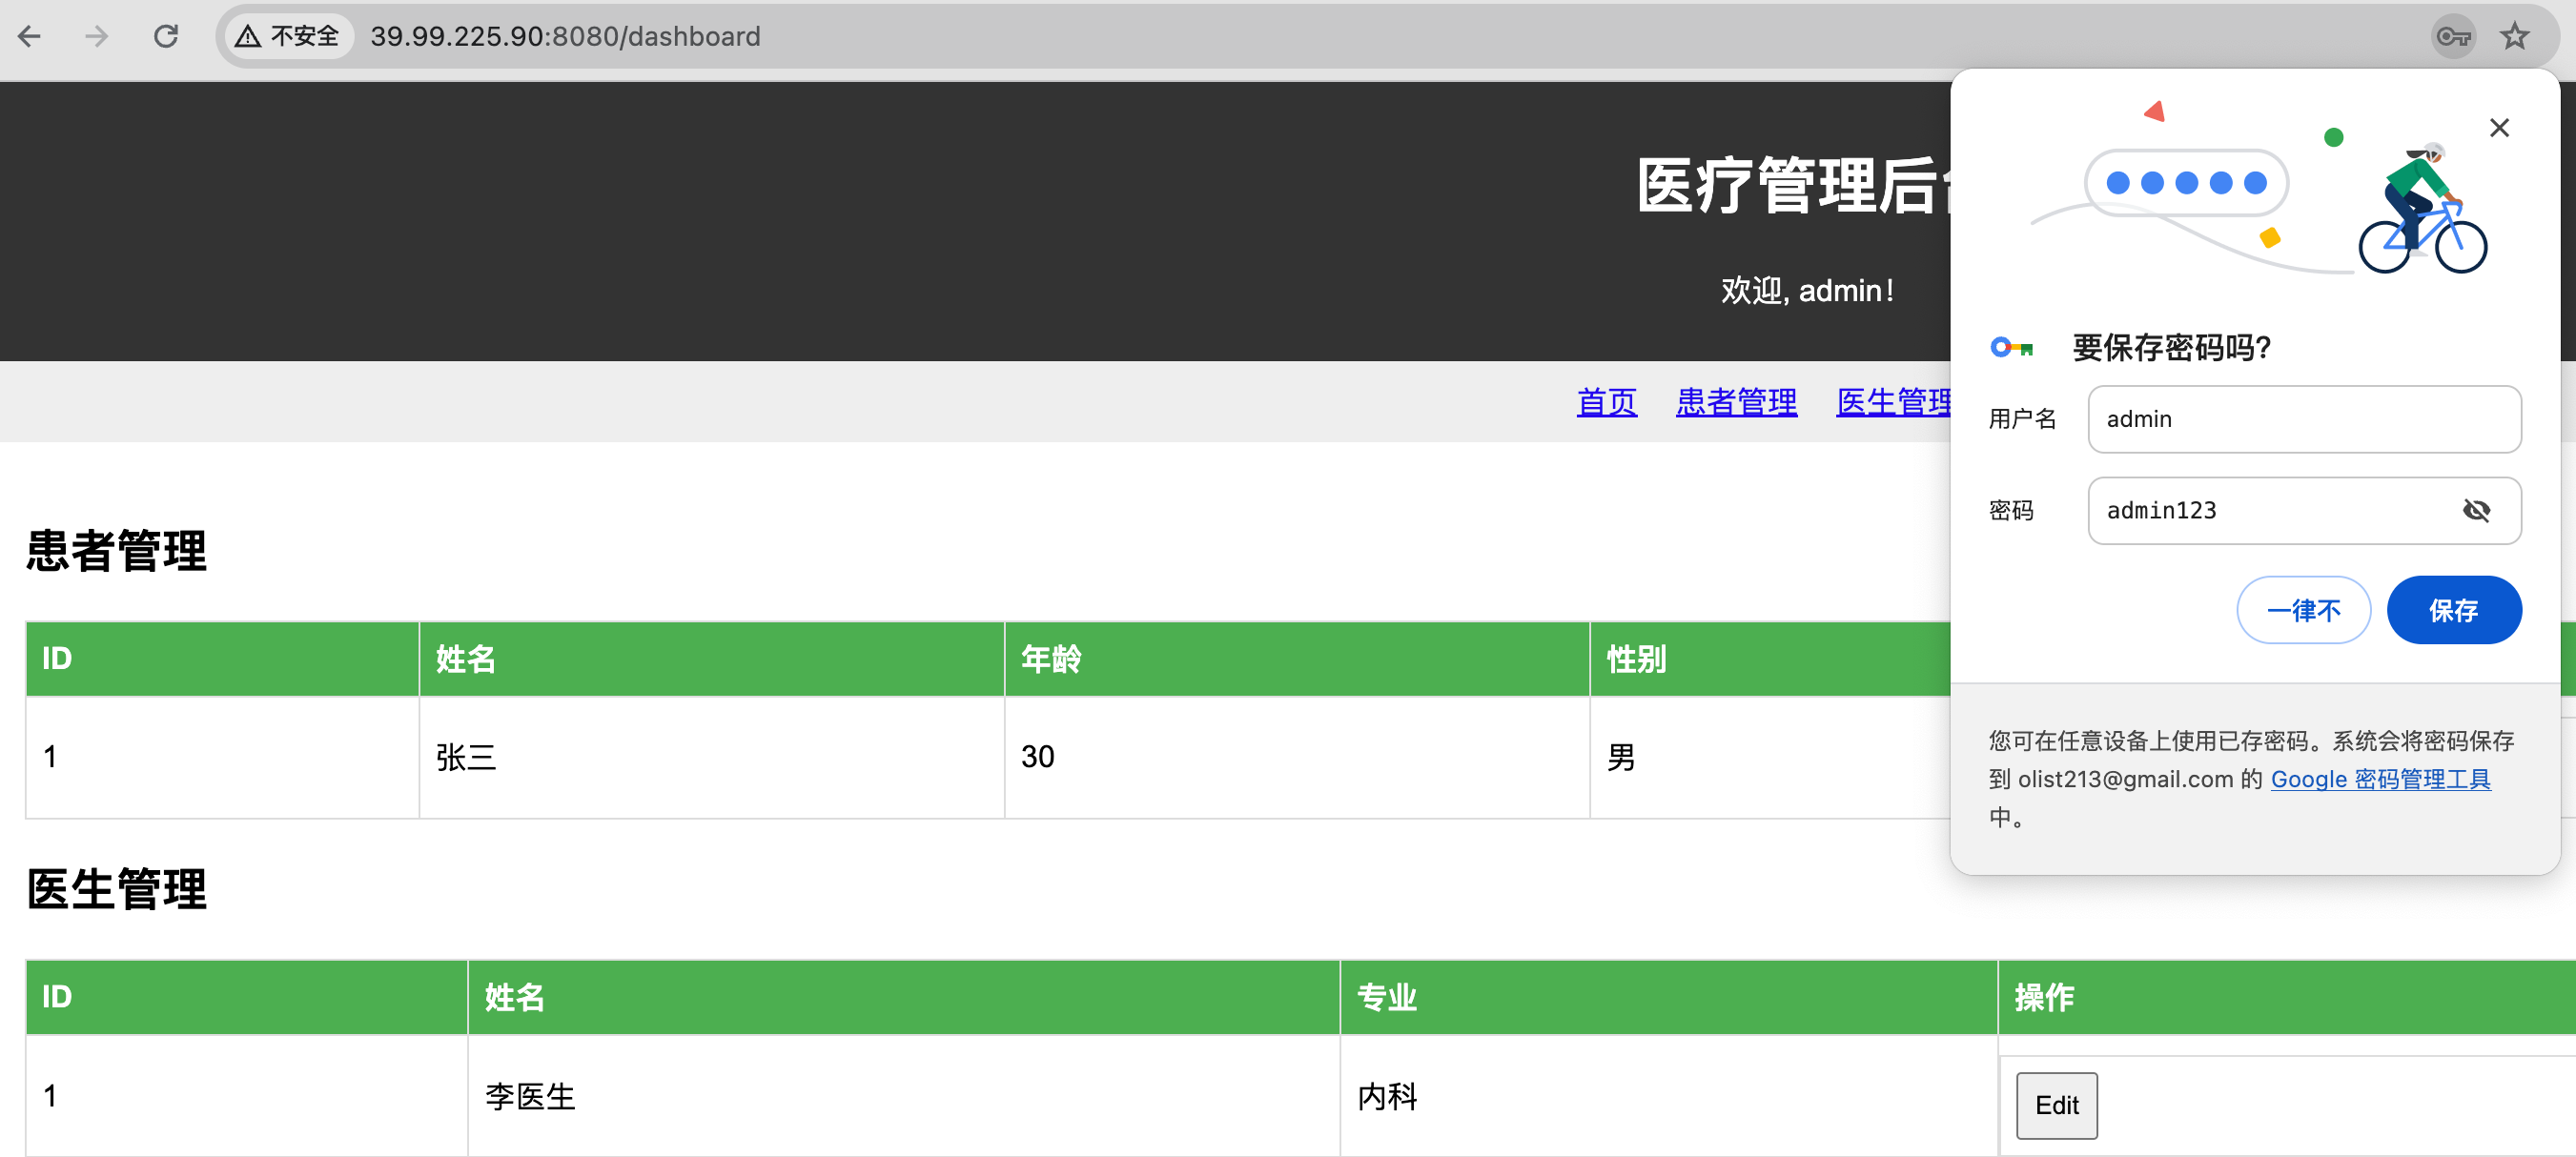 不安全 39.99.225.90:8080/dashboard
医疗管理后
欢迎, admin!
首页 患者管理 医生管理
要保存密码吗?
用户名 admin
密码 admin123
一律不 保存
您可在任意设备上使用已存密码。系统会将密码保存
到 olist213@gmail.com 的 Google 密码管理工具
中。
患者管理
ID 姓名 年龄 性别
1 张三 30 男
医生管理
ID 姓名 专业 操作
1 李医生 内科 Edit